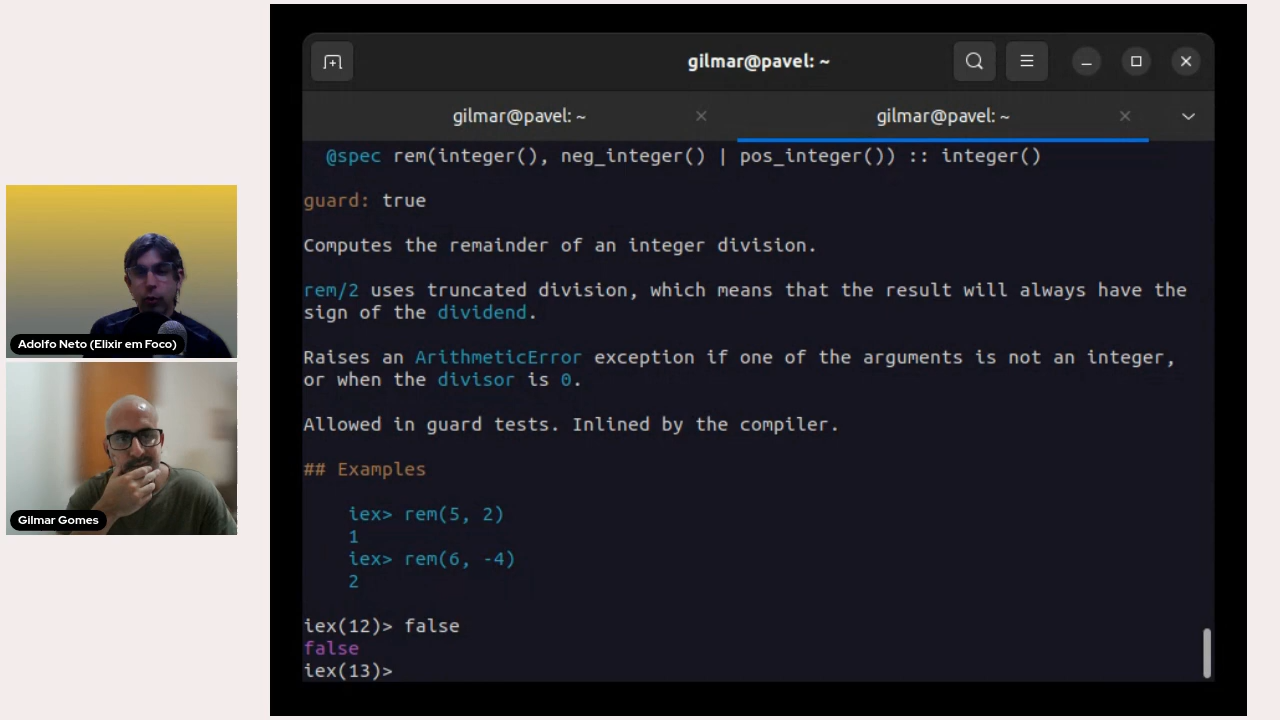 gilmar@pavel: ~
gilmar@pavel: ~
gilmar@pavel: ~
@spec rem(integer(), neg_integer() | pos_integer()) :: integer()
guard: true
Computes the remainder of an integer division.
rem/2 uses truncated division, which means that the result will always have the
sign of the dividend.
Raises an ArithmeticError exception if one of the arguments is not an integer,
or when the divisor is 0.
Allowed in guard tests. Inlined by the compiler.
## Examples
iex> rem(5, 2)
1
iex> rem(6, -4)
2
iex(12)> false
false
iex(13)>
Adolfo Neto (Elixir em Foco)
Gilmar Gomes